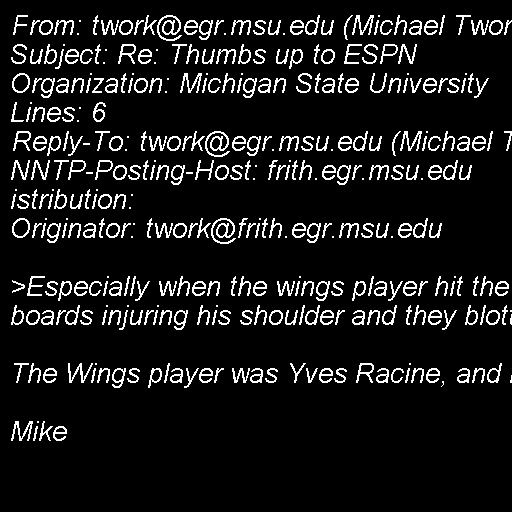 From: twork@egr.msu.edu (Michael Twor
Subject: Re: Thumbs up to ESPN
Organization: Michigan State University
Lines: 6
Reply-To: twork@egr.msu.edu (Michael T
NNTP-Posting-Host: frith.egr.msu.edu
istribution:
Originator: twork@frith.egr.msu.edu

>Especially when the wings player hit the
boards injuring his shoulder and they blott

The Wings player was Yves Racine, and

Mike